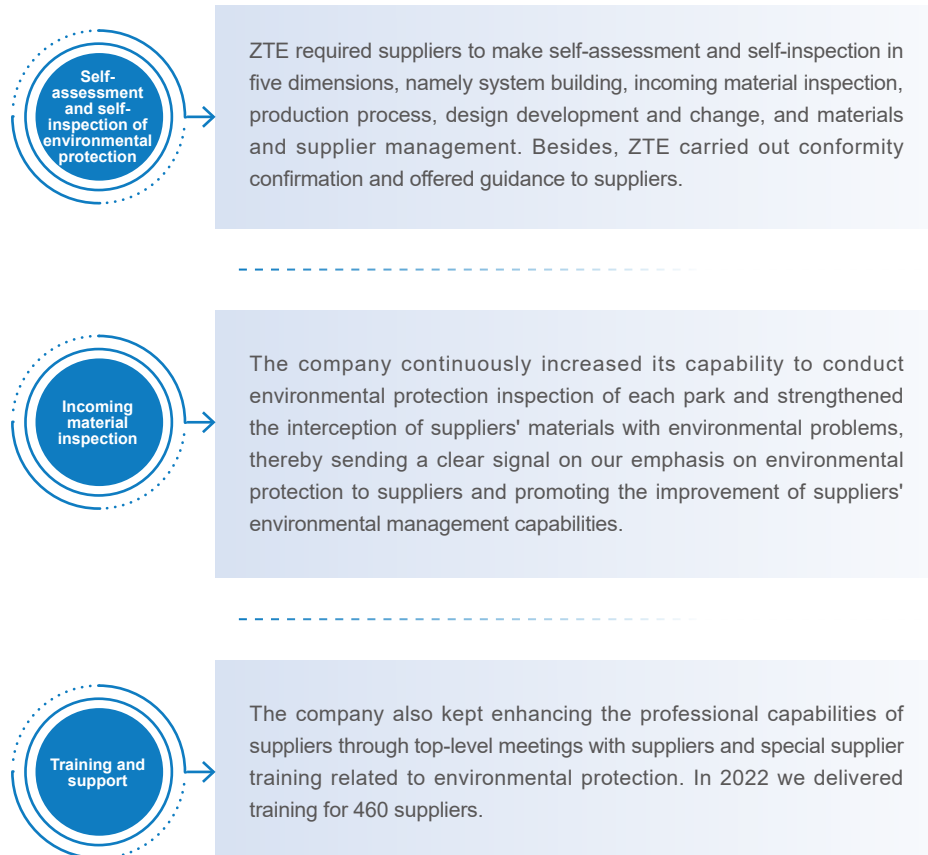 Self-
assessment
and self-
inspection of
environmental
protection
ZTE required suppliers to make self-assessment and self-inspection in
five dimensions, namely system building, incoming material inspection,
production process, design development and change, and materials
and supplier management. Besides, ZTE carried out conformity
confirmation and offered guidance to suppliers.
Incoming
material
inspection
The company continuously increased its capability to conduct
environmental protection inspection of each park and strengthened
the interception of suppliers' materials with environmental problems,
thereby sending a clear signal on our emphasis on environmental
protection to suppliers and promoting the improvement of suppliers'
environmental management capabilities.
Training and
support
The company also kept enhancing the professional capabilities of
suppliers through top-level meetings with suppliers and special supplier
training related to environmental protection. In 2022 we delivered
training for 460 suppliers.